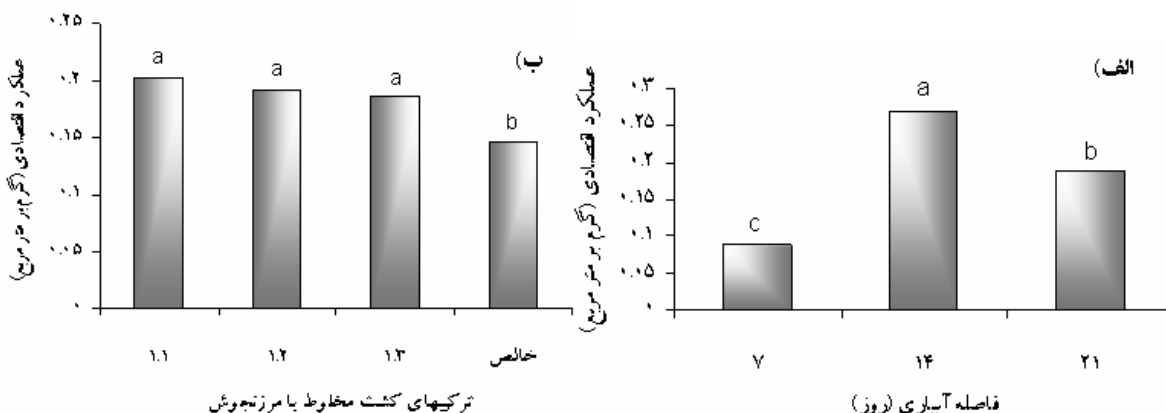 الف)
عملکرد اقتصادی (گرم بر متر مربع)
۰.۳
۰.۲۵
۰.۲
۰.۱۵
۰.۱
۰.۰۵
۰
c
a
b
۷ ۱۴ ۲۱
فاصله آبیاری (روز)
ب)
عملکرد اقتصادی (گرم بر متر مربع)
۰.۲۵
۰.۲
۰.۱۵
۰.۱
۰.۰۵
۰
a
a
a
b
۱.۱ ۱.۲ ۱.۳ خالص
ترکیبهای کشت مخلوط با مرزنجوش